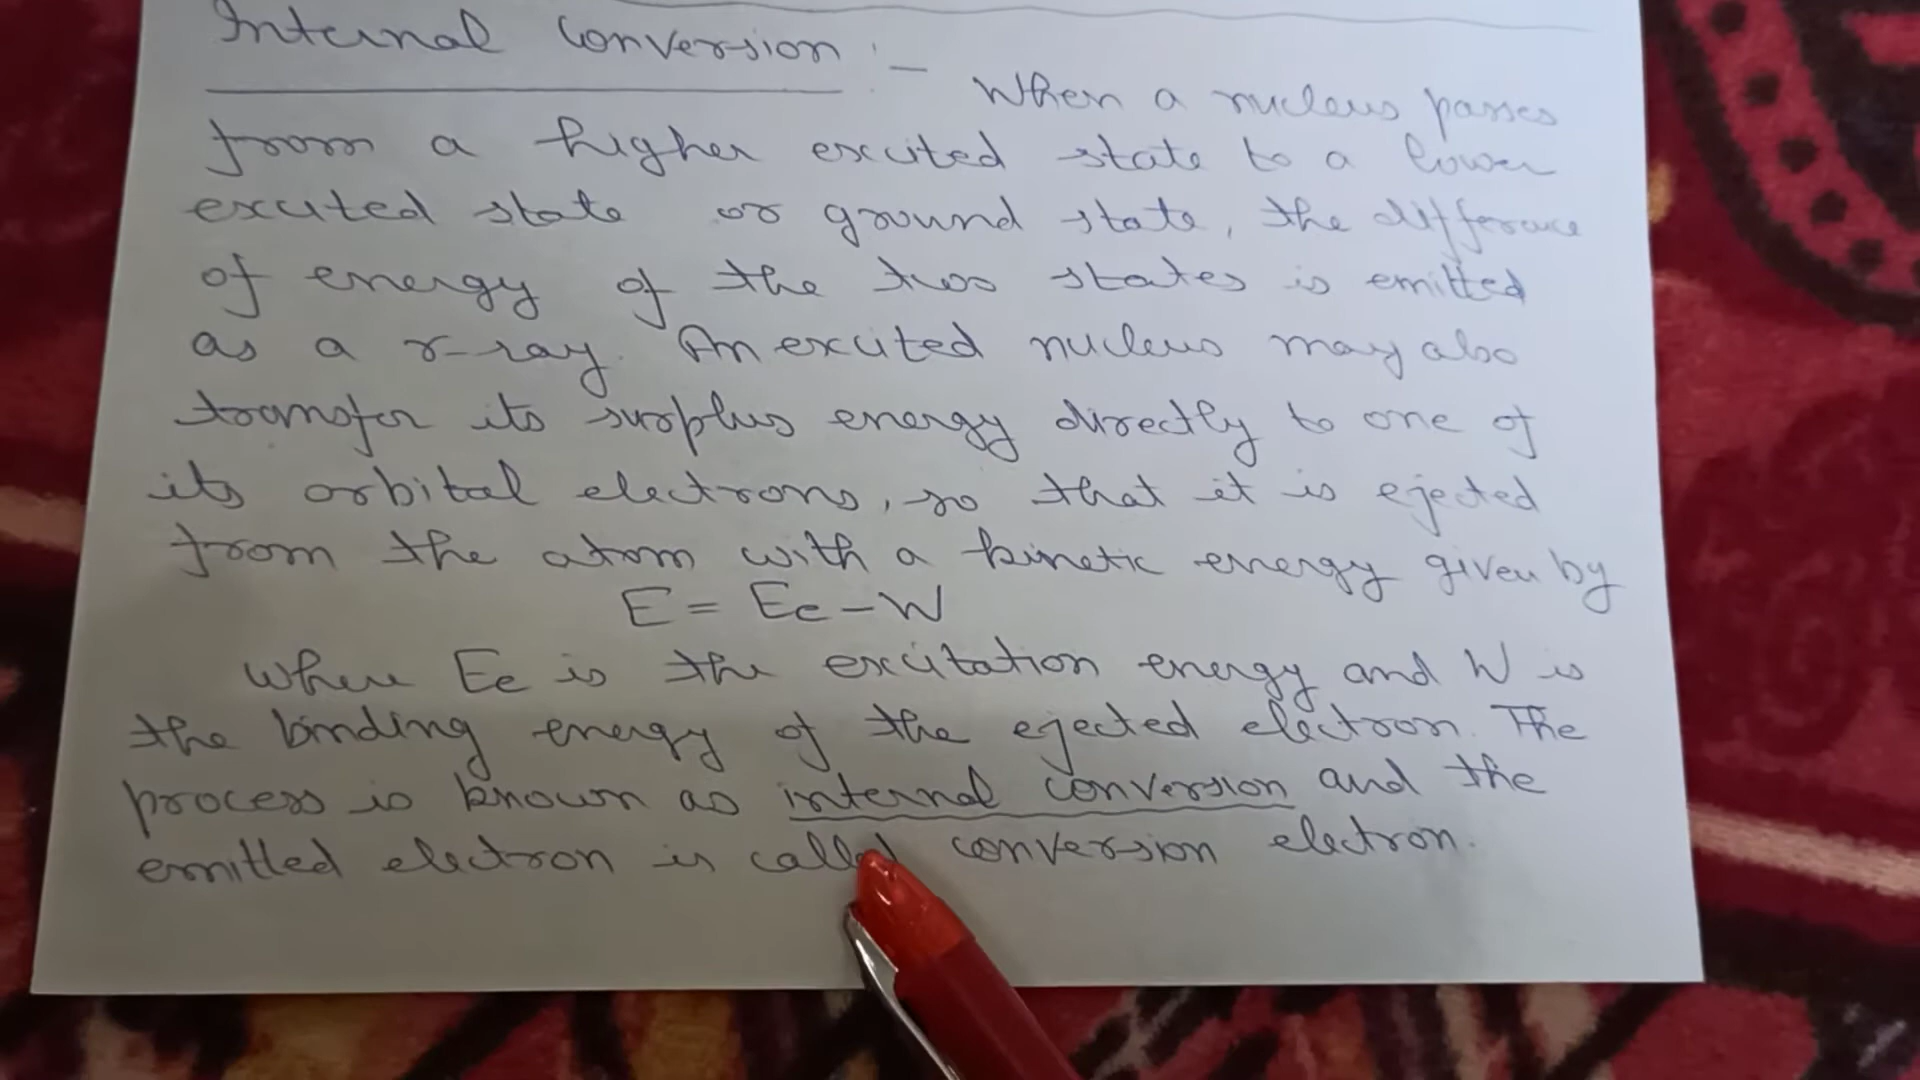 Internal Conversion :-
When a nucleus passes
from a higher excited state to a lower
excited state or ground state, the difference
of energy of the two states is emitted
as a γ-ray. An excited nucleus may also
transfer its surplus energy directly to one of
its orbital electrons, so that it is ejected
from the atom with a kinetic energy given by
E = Ee - W
where Ee is the excitation energy and W is
the binding energy of the ejected electron. The
process is known as internal conversion and the
emitted electron is called conversion electron.